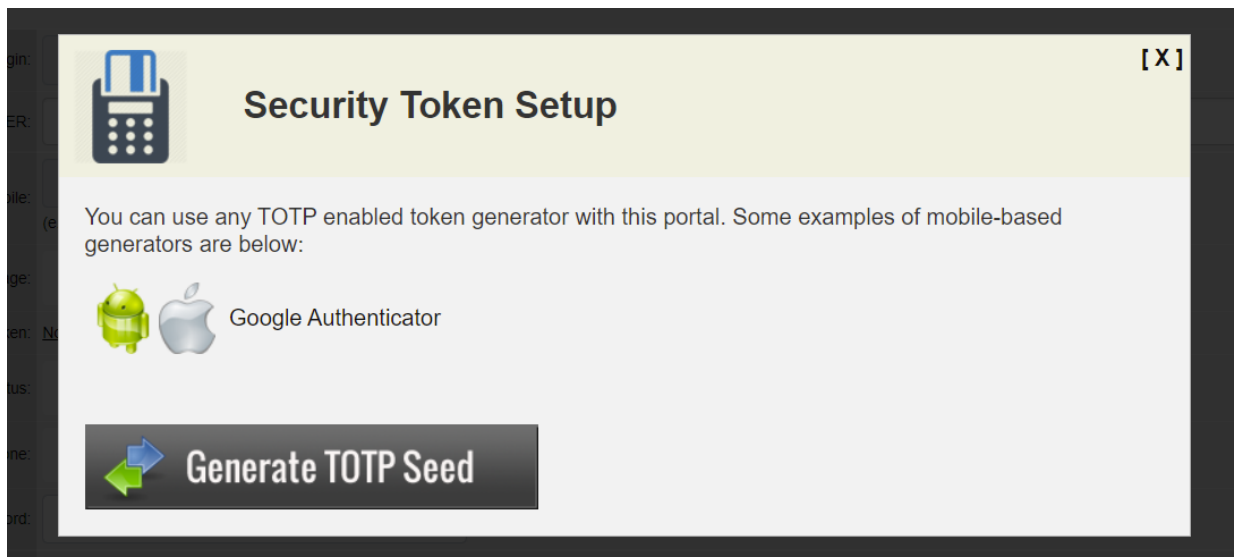 [ X ]
Security Token Setup
You can use any TOTP enabled token generator with this portal. Some examples of mobile-based
generators are below:
Google Authenticator
Generate TOTP Seed